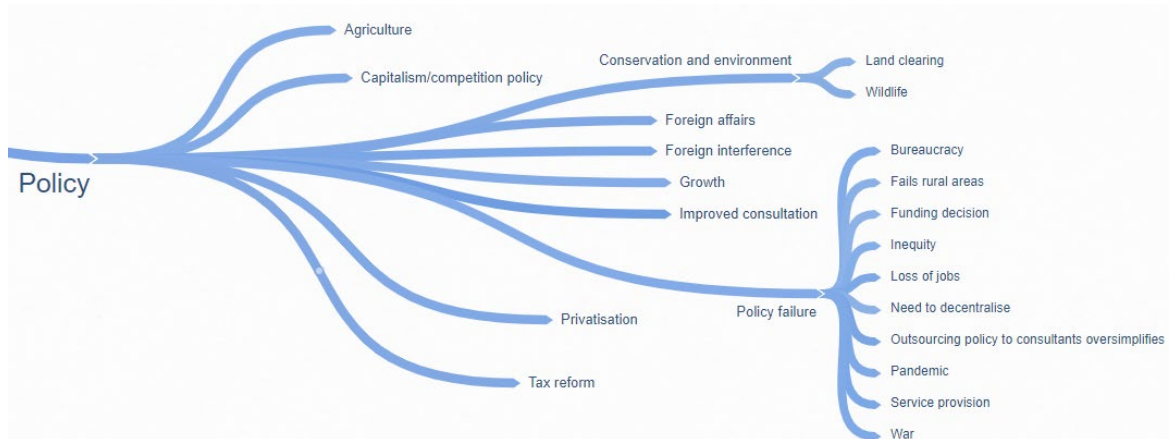 Policy
Agriculture
Capitalism/competition policy
Conservation and environment
Land clearing
Wildlife
Foreign affairs
Foreign interference
Growth
Improved consultation
Policy failure
Bureaucracy
Fails rural areas
Funding decision
Inequity
Loss of jobs
Need to decentralise
Outsourcing policy to consultants oversimplifies
Pandemic
Service provision
War
Privatisation
Tax reform